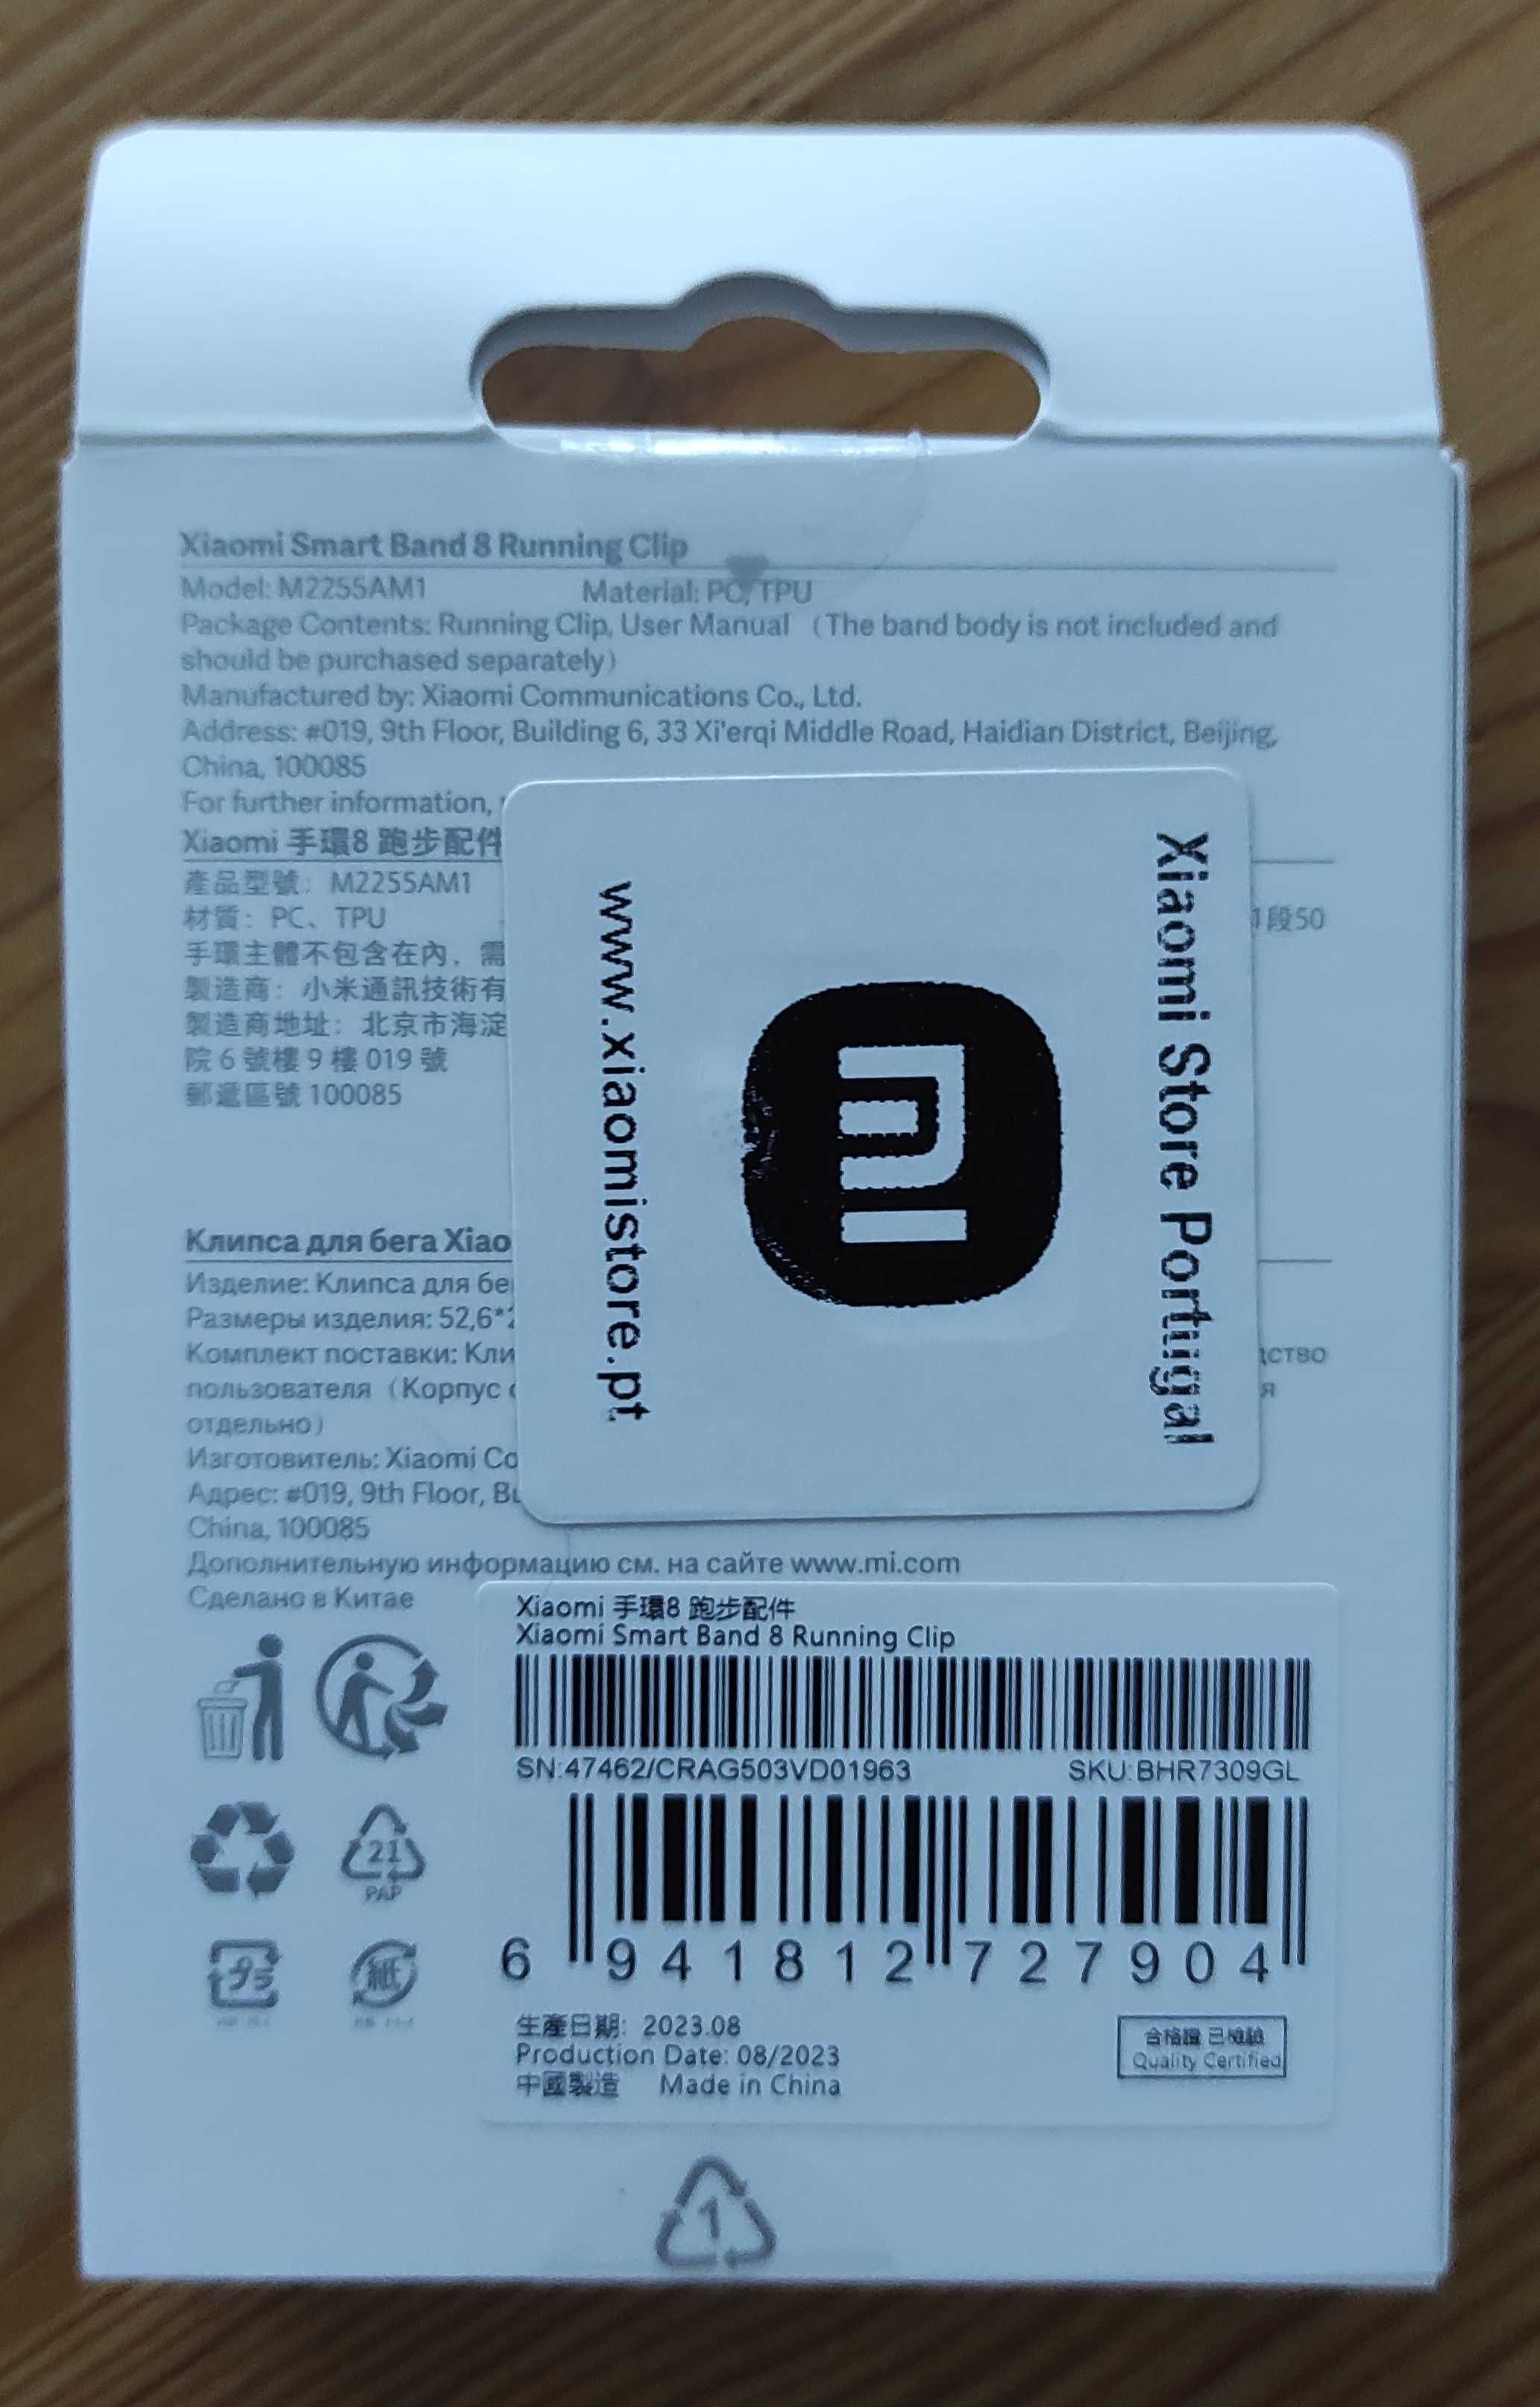 Xiaomi Smart Band 8 Running Clip
Model: M2255AM1 Material: PC, TPU
Package Contents: Running Clip, User Manual （The band body is not included and
should be purchased separately）
Manufactured by: Xiaomi Communications Co., Ltd.
Address: #019, 9th Floor, Building 6, 33 Xi'erqi Middle Road, Haidian District, Beijing,
China, 100085
For further information,
Xiaomi 手環8 跑步配件
產品型號：M2255AM1
材質：PC、TPU
1段50
手環主體不包含在內，需
製造商：小米通訊技術有
製造商地址：北京市海淀
院 6 號樓 9 樓 019 號
郵遞區號 100085
Xiaomi Store Portugal
www.xiaomistore.pt
Клипса для бега Xiao
Изделие: Клипса для бе
Размеры изделия: 52,6*2
Комплект поставки: Кли
дство
пользователя（Корпус
я
отдельно）
Изготовитель: Xiaomi Co
Адрес: #019, 9th Floor, Bu
China, 100085
Дополнительную информацию см. на сайте www.mi.com
Сделано в Китае
Xiaomi 手環8 跑步配件
Xiaomi Smart Band 8 Running Clip
SN:47462/CRAG503VD01963 SKU:BHR7309GL
6 941812 727904
21
PAP
プラ
紙
生產日期: 2023.08
Production Date: 08/2023
中國製造 Made in China
合格證 已檢驗
Quality Certified
1